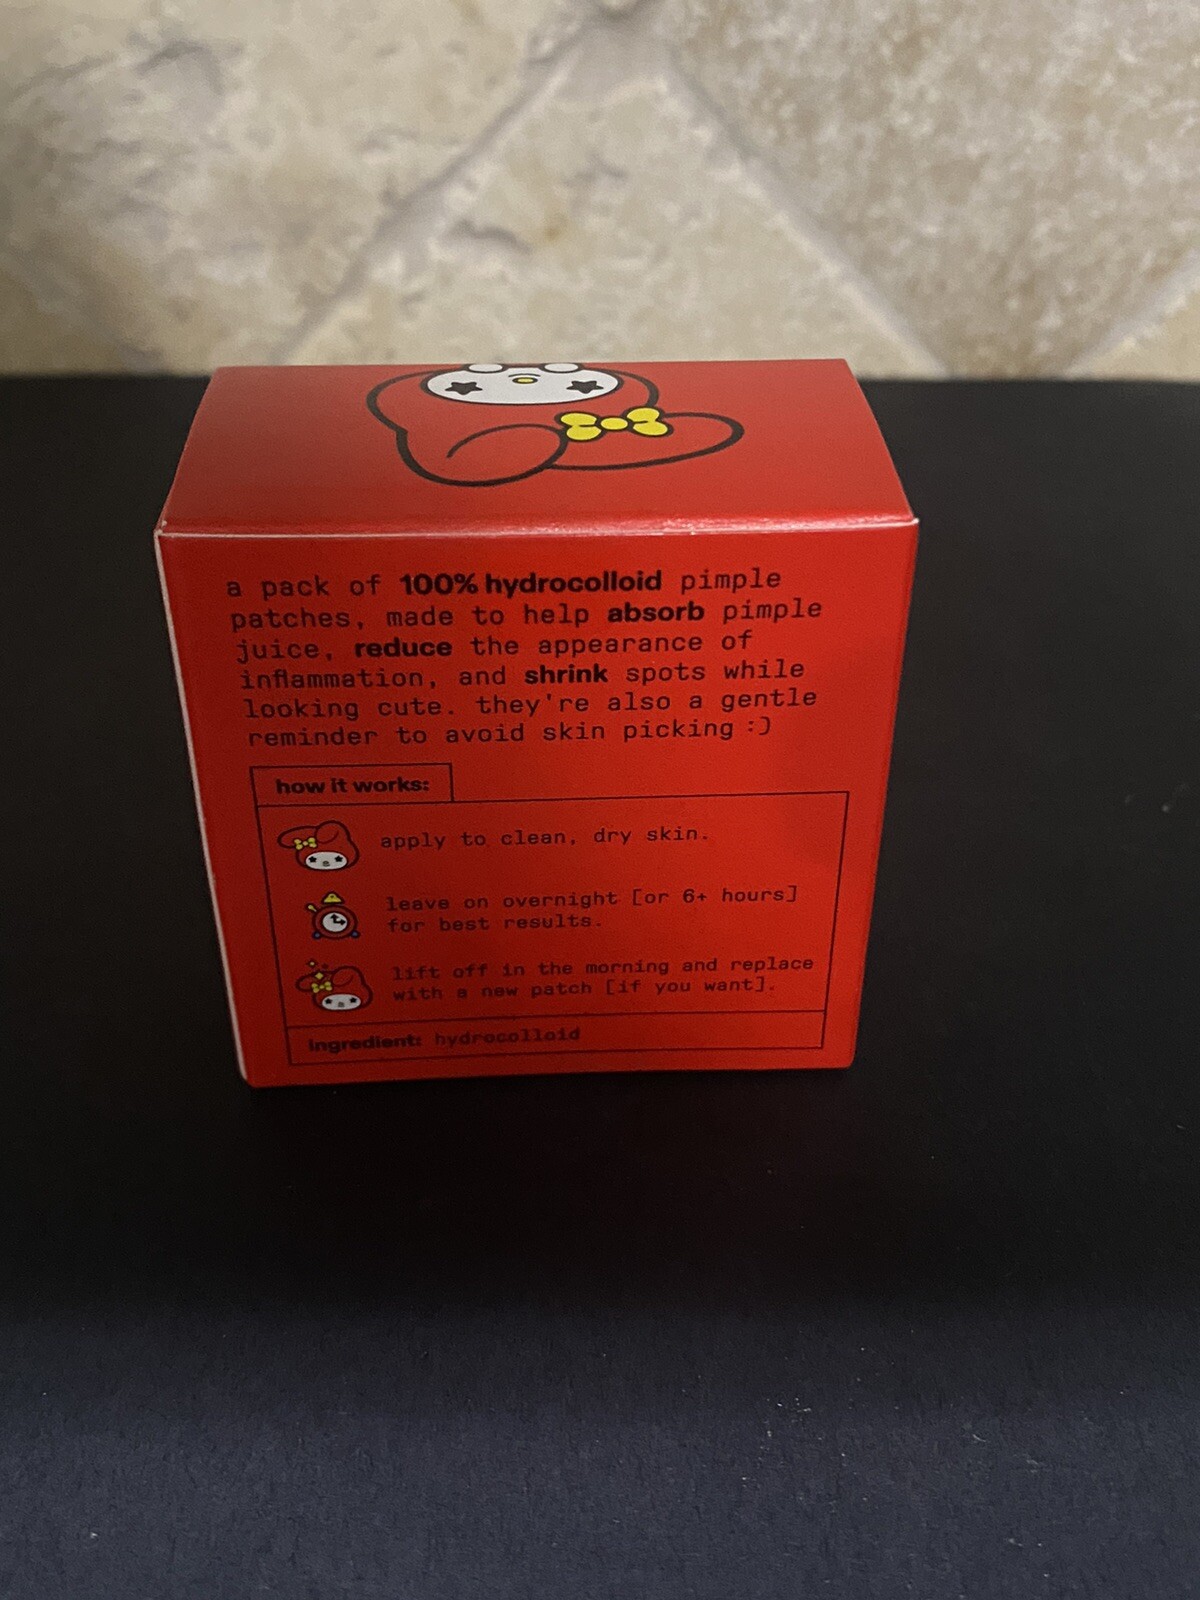 a pack of 100% hydrocolloid pimple
patches, made to help absorb pimple
juice, reduce the appearance of
inflammation, and shrink spots while
looking cute. they're also a gentle
reminder to avoid skin picking :)
how it works:
apply to clean, dry skin.
leave on overnight [or 6+ hours]
for best results.
lift off in the morning and replace
with a new patch [if you want].
Ingredient: hydrocolloid